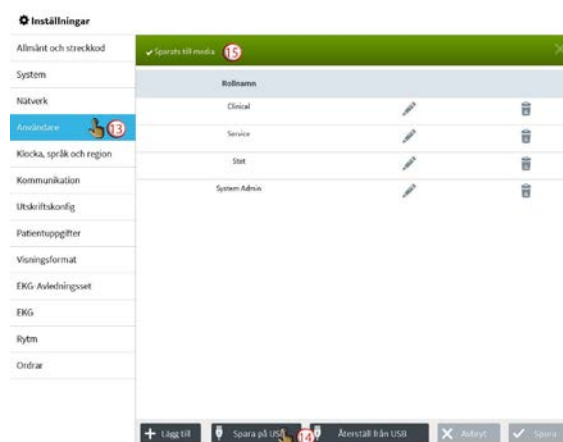 Inställningar
Allmänt och streckkod
System
Nätverk
Användare
13
Klocka, språk och region
Kommunikation
Utskriftskonfig
Patientuppgifter
Visningsformat
EKG-Avledningsset
EKG
Rytm
Ordrar
Sparats till media
15
Rollnamn
Clinical
Service
Stat
System Admin
Lägg till
Spara på USB
14
Återställ från USB
Avbryt
Spara